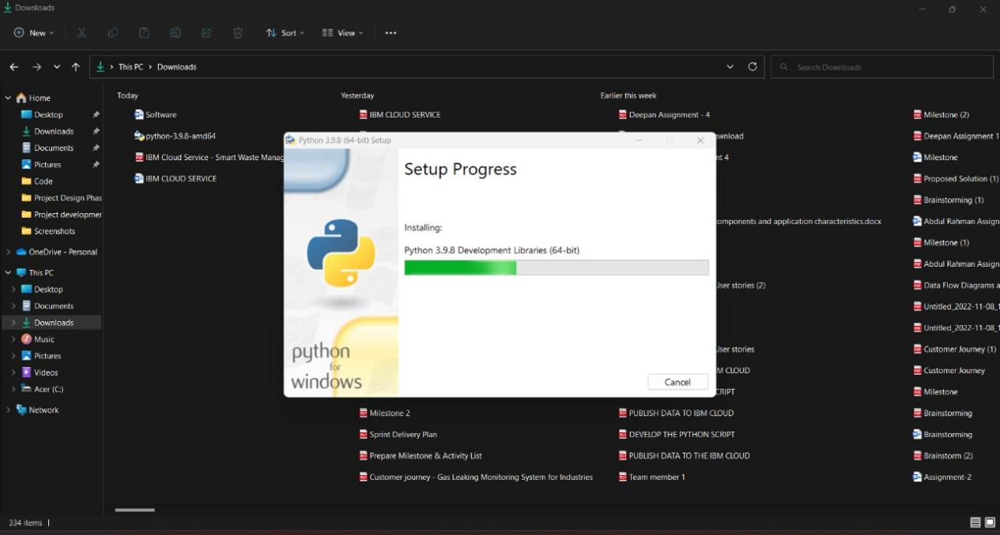 Downloads
New
Sort
View
This PC > Downloads
Search Downloads
Home
Desktop
Downloads
Documents
Pictures
Code
Project Design Phas
Project developmer
Screenshots
OneDrive - Personal
This PC
Desktop
Documents
Downloads
Music
Pictures
Videos
Acer (C:)
Network
Today
Software
python-3.9.8-amd64
IBM Cloud Service - Smart Waste Manag
IBM CLOUD SERVICE
Yesterday
IBM CLOUD SERVICE
Milestone 2
Sprint Delivery Plan
Prepare Milestone & Activity List
Customer journey - Gas Leaking Monitoring System for Industries
Python 3.9.8 (64-bit) Setup
Setup Progress
Installing:
Python 3.9.8 Development Libraries (64-bit)
python
for
windows
Cancel
Earlier this week
Deepan Assignment - 4
wnload
nt 4
omponents and application characteristics.docx
Jser stories (2)
Jser stories
M CLOUD
CRIPT
PUBLISH DATA TO IBM CLOUD
DEVELOP THE PYTHON SCRIPT
PUBLISH DATA TO THE IBM CLOUD
Team member 1
Milestone (2)
Deepan Assignment 1
Milestone
Proposed Solution (1)
Brainstorming (1)
Abdul Rahman Assign
Milestone (1)
Abdul Rahman Assign
Data Flow Diagrams a
Untitled_2022-11-08_1
Untitled_2022-11-08_1
Customer Journey (1)
Customer Journey
Milestone
Brainstorming
Brainstorming
Brainstorm (2)
Assignment-2
334 items